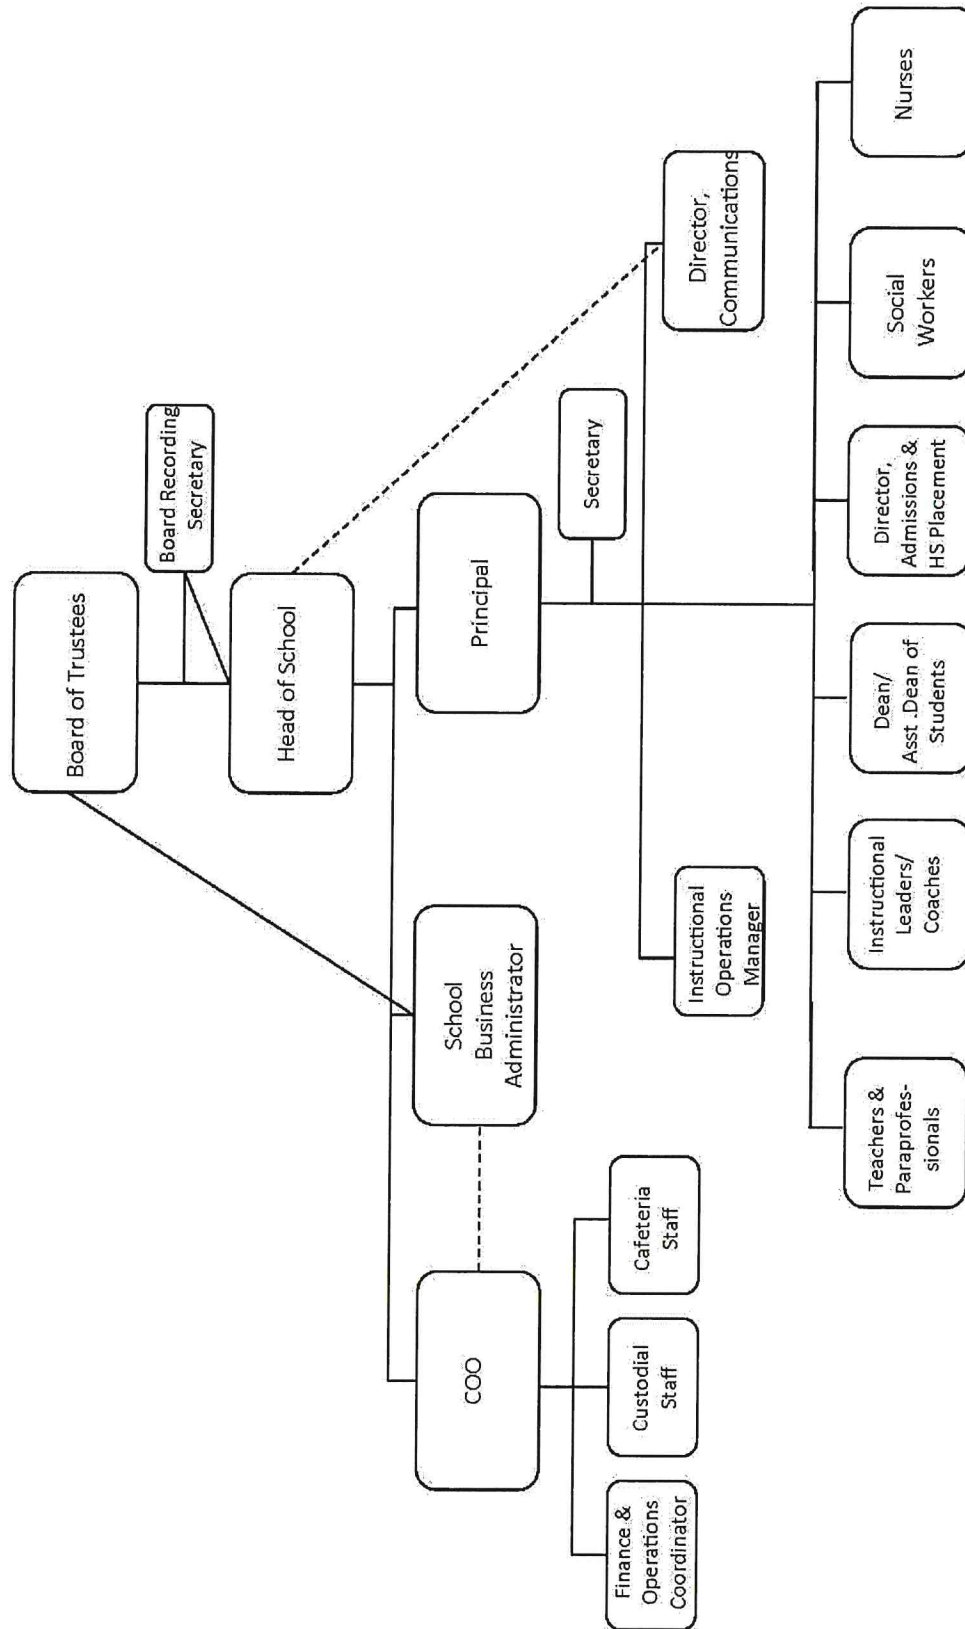 Board of Trustees
Board Recording
Secretary
Head of School
COO
School
Business
Administrator
Principal
Secretary
Finance &
Operations
Coordinator
Custodial
Staff
Cafeteria
Staff
Instructional
Operations
Manager
Director,
Communications
Teachers &
Paraprofes-
sionals
Instructional
Leaders/
Coaches
Dean/
Asst .Dean of
Students
Director,
Admissions &
HS Placement
Social
Workers
Nurses